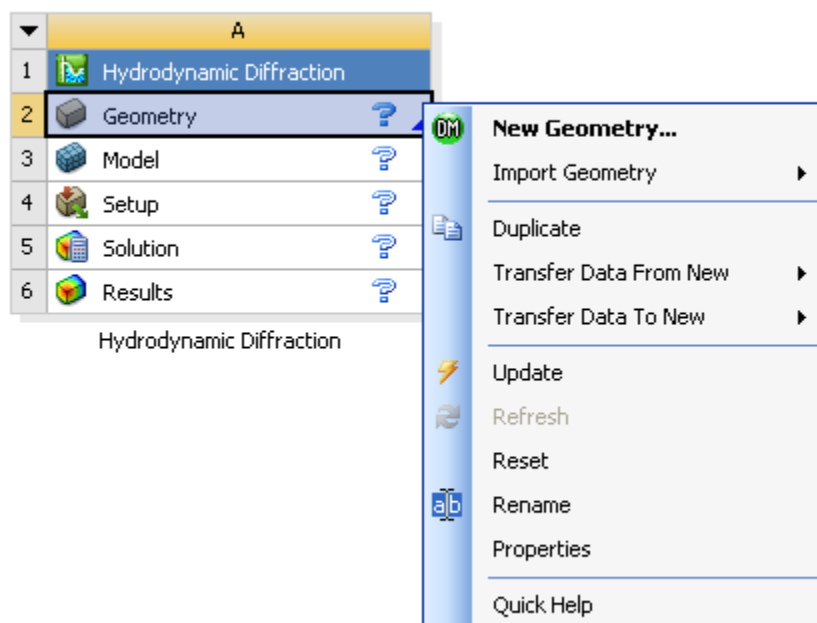 A
1 Hydrodynamic Diffraction
2 Geometry ?
3 Model ?
4 Setup ?
5 Solution ?
6 Results ?
Hydrodynamic Diffraction
DM New Geometry...
Import Geometry
Duplicate
Transfer Data From New
Transfer Data To New
Update
Refresh
Reset
ab Rename
Properties
Quick Help